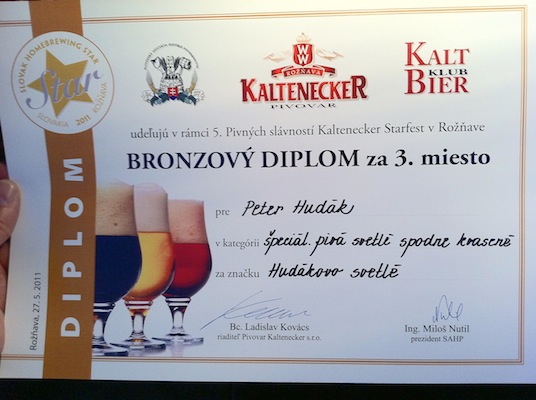 SLOVAK HOMEBREWING STAR
Star
SLOVAKIA 2011 ROŽŇAVA
DIPLOM
Rožňava, 27. 5. 2011
W
W
ROŽŇAVA
KALTENECKER
PIVOVAR
KALT
KLUB
BIER
udeľujú v rámci 5. Pivných slávností Kaltenecker Starfest v Rožňave
BRONZOVÝ DIPLOM za 3. miesto
pre Peter Hudák
v kategórii Špeciál. pivá svetlé spodne kvasené
za značku Hudákovo svetlé
Bc. Ladislav Kovács
riaditeľ Pivovar Kaltenecker s.r.o.
Ing. Miloš Nutil
prezident SAHP